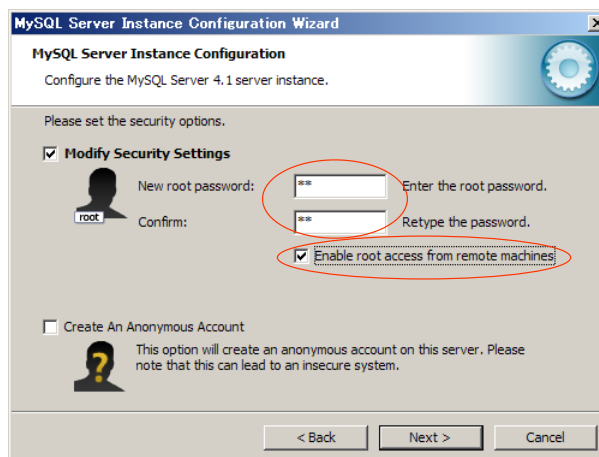 MySQL Server Instance Configuration Wizard
MySQL Server Instance Configuration
Configure the MySQL Server 4.1 server instance.
Please set the security options.
Modify Security Settings
New root password:
**
Enter the root password.
root
Confirm:
**
Retype the password.
Enable root access from remote machines
Create An Anonymous Account
This option will create an anonymous account on this server. Please
note that this can lead to an insecure system.
< Back
Next >
Cancel